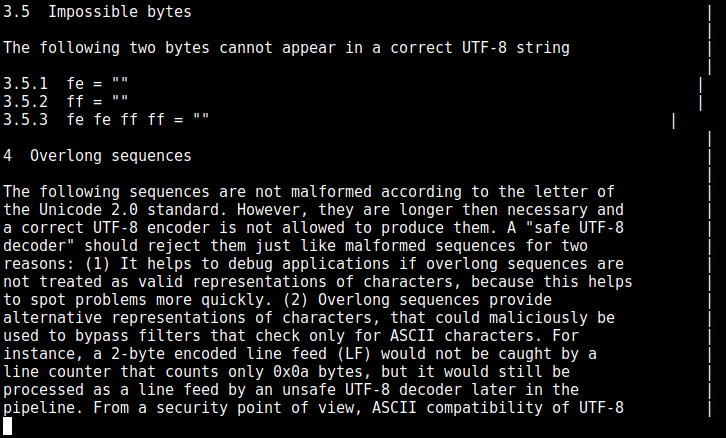 3.5  Impossible bytes                                                         |
                                                                              |
The following two bytes cannot appear in a correct UTF-8 string               |
                                                                              |
3.5.1  fe = ""                                                               |
3.5.2  ff = ""                                                               |
3.5.3  fe fe ff ff = ""                                                   |
                                                                              |
4  Overlong sequences                                                         |
                                                                              |
The following sequences are not malformed according to the letter of          |
the Unicode 2.0 standard. However, they are longer then necessary and         |
a correct UTF-8 encoder is not allowed to produce them. A "safe UTF-8         |
decoder" should reject them just like malformed sequences for two             |
reasons: (1) It helps to debug applications if overlong sequences are         |
not treated as valid representations of characters, because this helps        |
to spot problems more quickly. (2) Overlong sequences provide                 |
alternative representations of characters, that could maliciously be          |
used to bypass filters that check only for ASCII characters. For              |
instance, a 2-byte encoded line feed (LF) would not be caught by a            |
line counter that counts only 0x0a bytes, but it would still be               |
processed as a line feed by an unsafe UTF-8 decoder later in the              |
pipeline. From a security point of view, ASCII compatibility of UTF-8         |